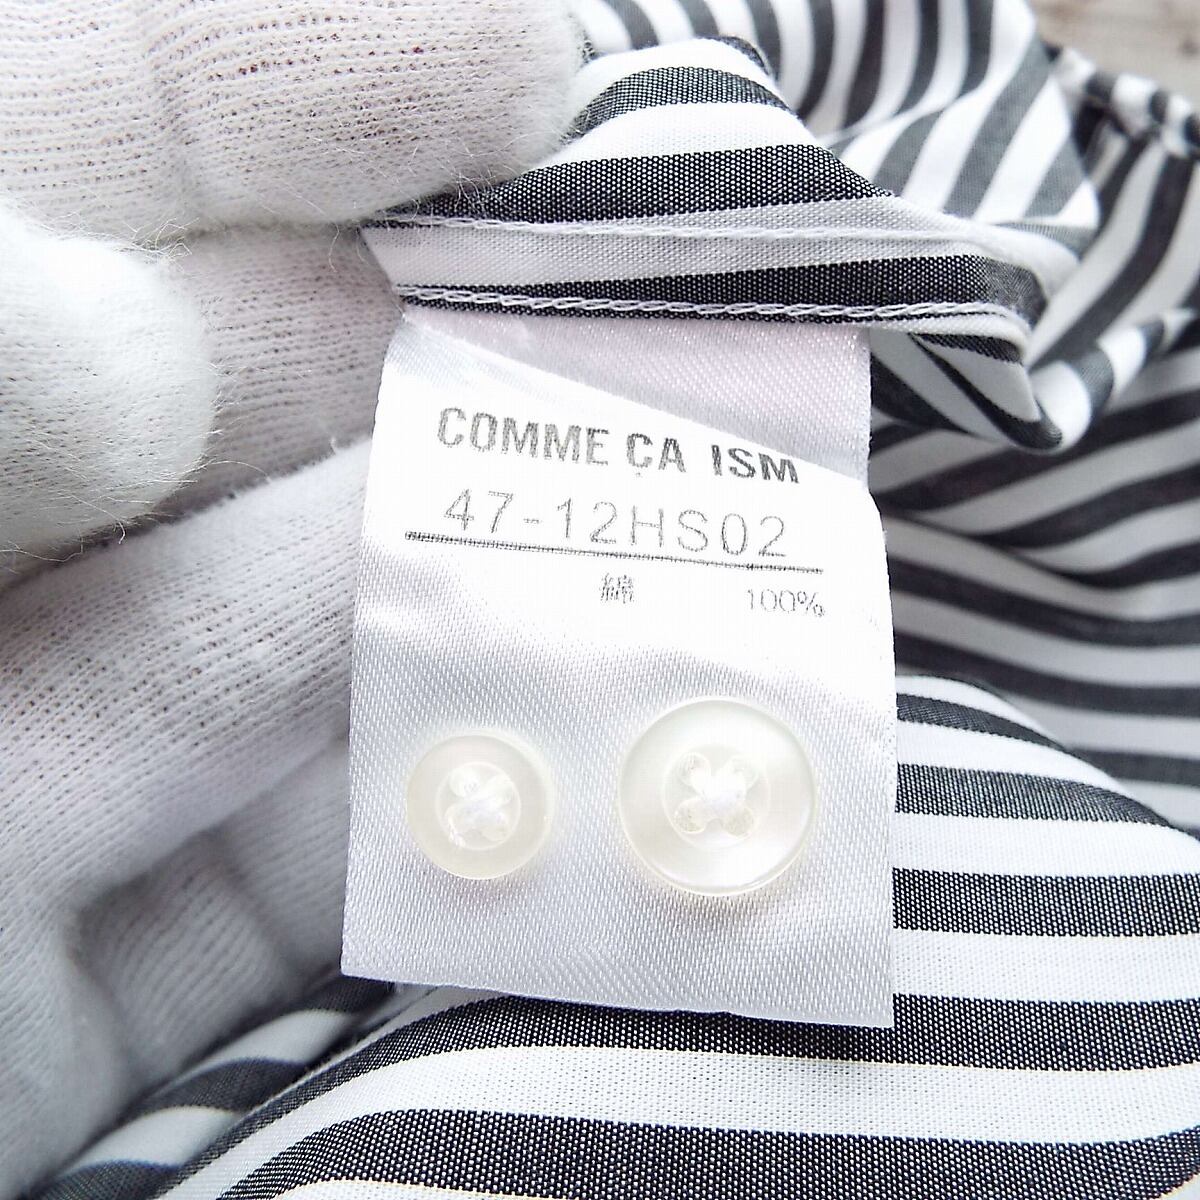 COMME ÇA ISM
47-12HS02
綿 100%